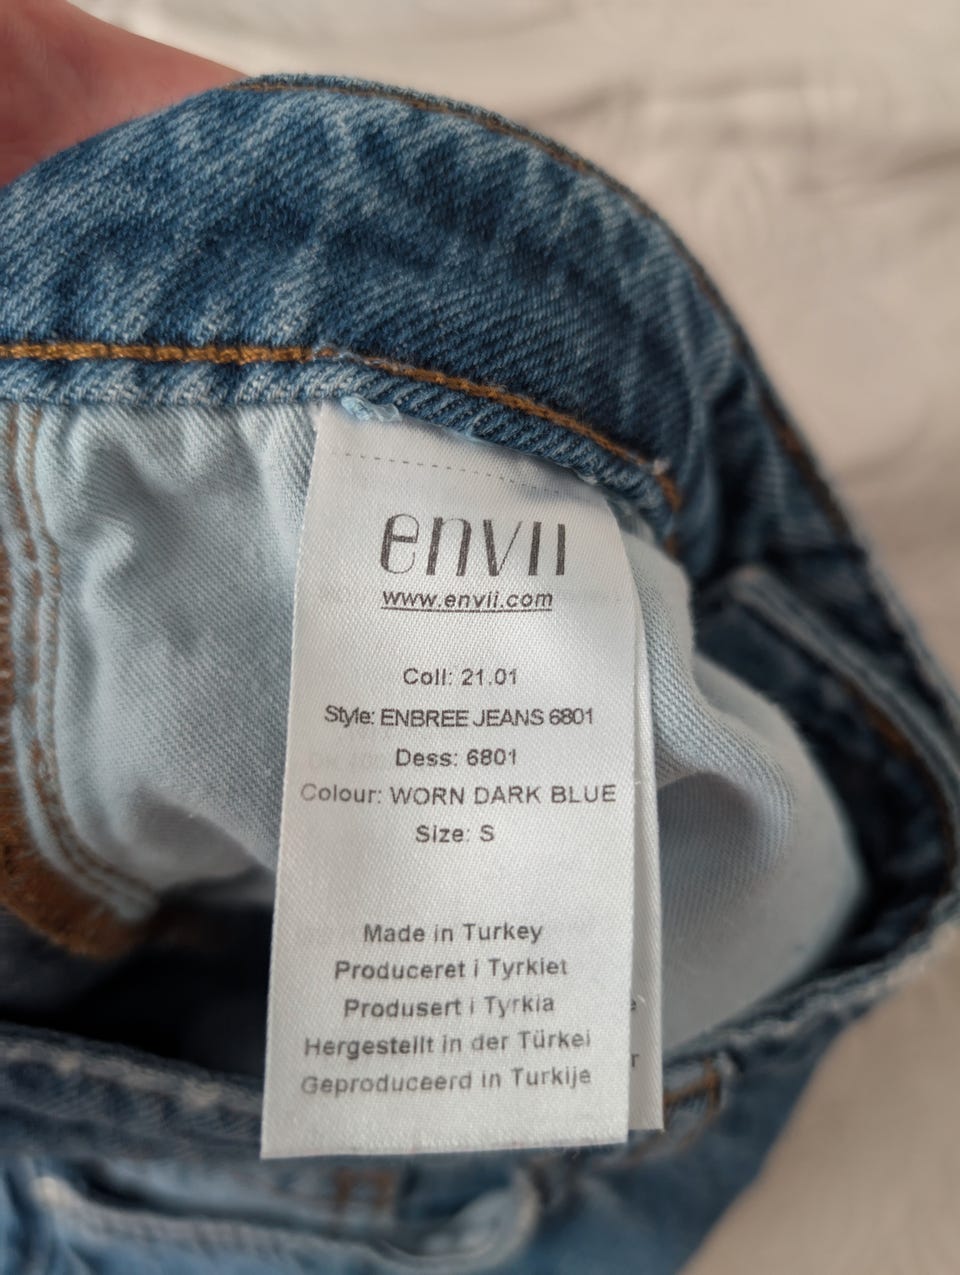 envii
www.envii.com
Coll: 21.01
Style: ENBREE JEANS 6801
Dess: 6801
Colour: WORN DARK BLUE
Size: S
Made in Turkey
Produceret i Tyrkiet
Produsert i Tyrkia
Hergestellt in der Türkei
Geproduceerd in Turkije